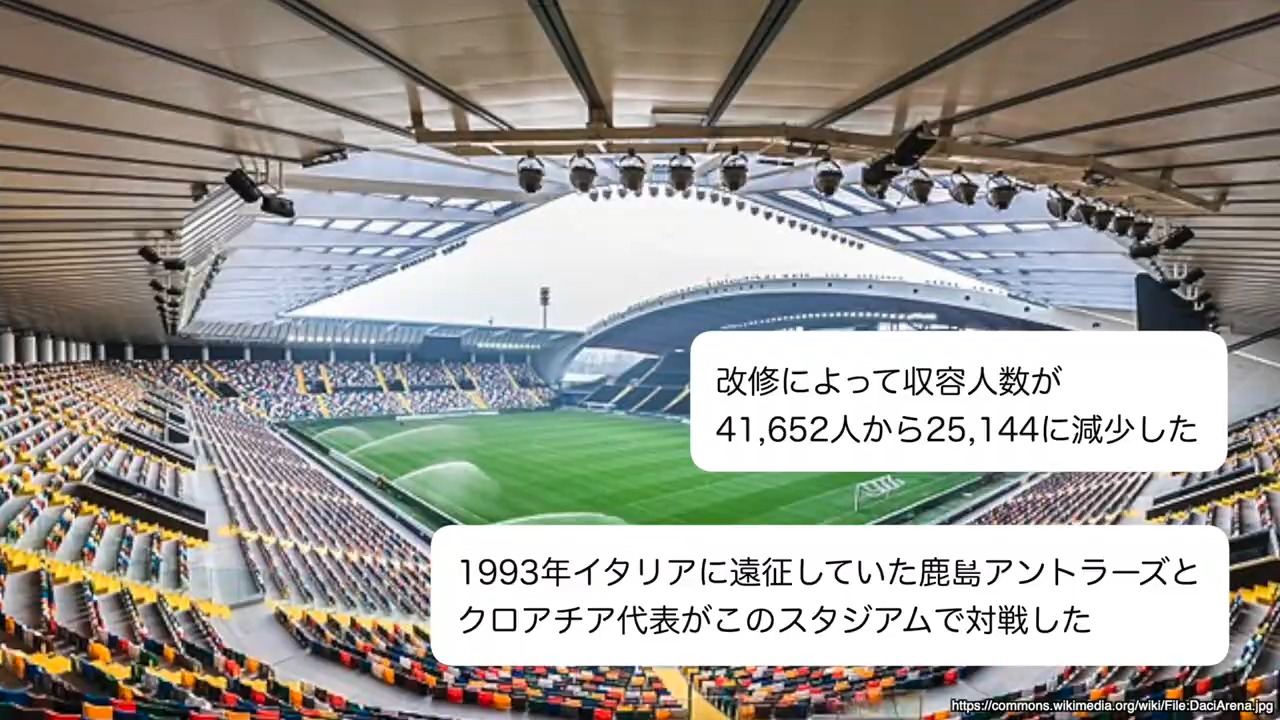 改修によって収容人数が
41,652人から25,144に減少した
1993年イタリアに遠征していた鹿島アントラーズと
クロアチア代表がこのスタジアムで対戦した
https://commons.wikimedia.org/wiki/File:DaciArena.jpg